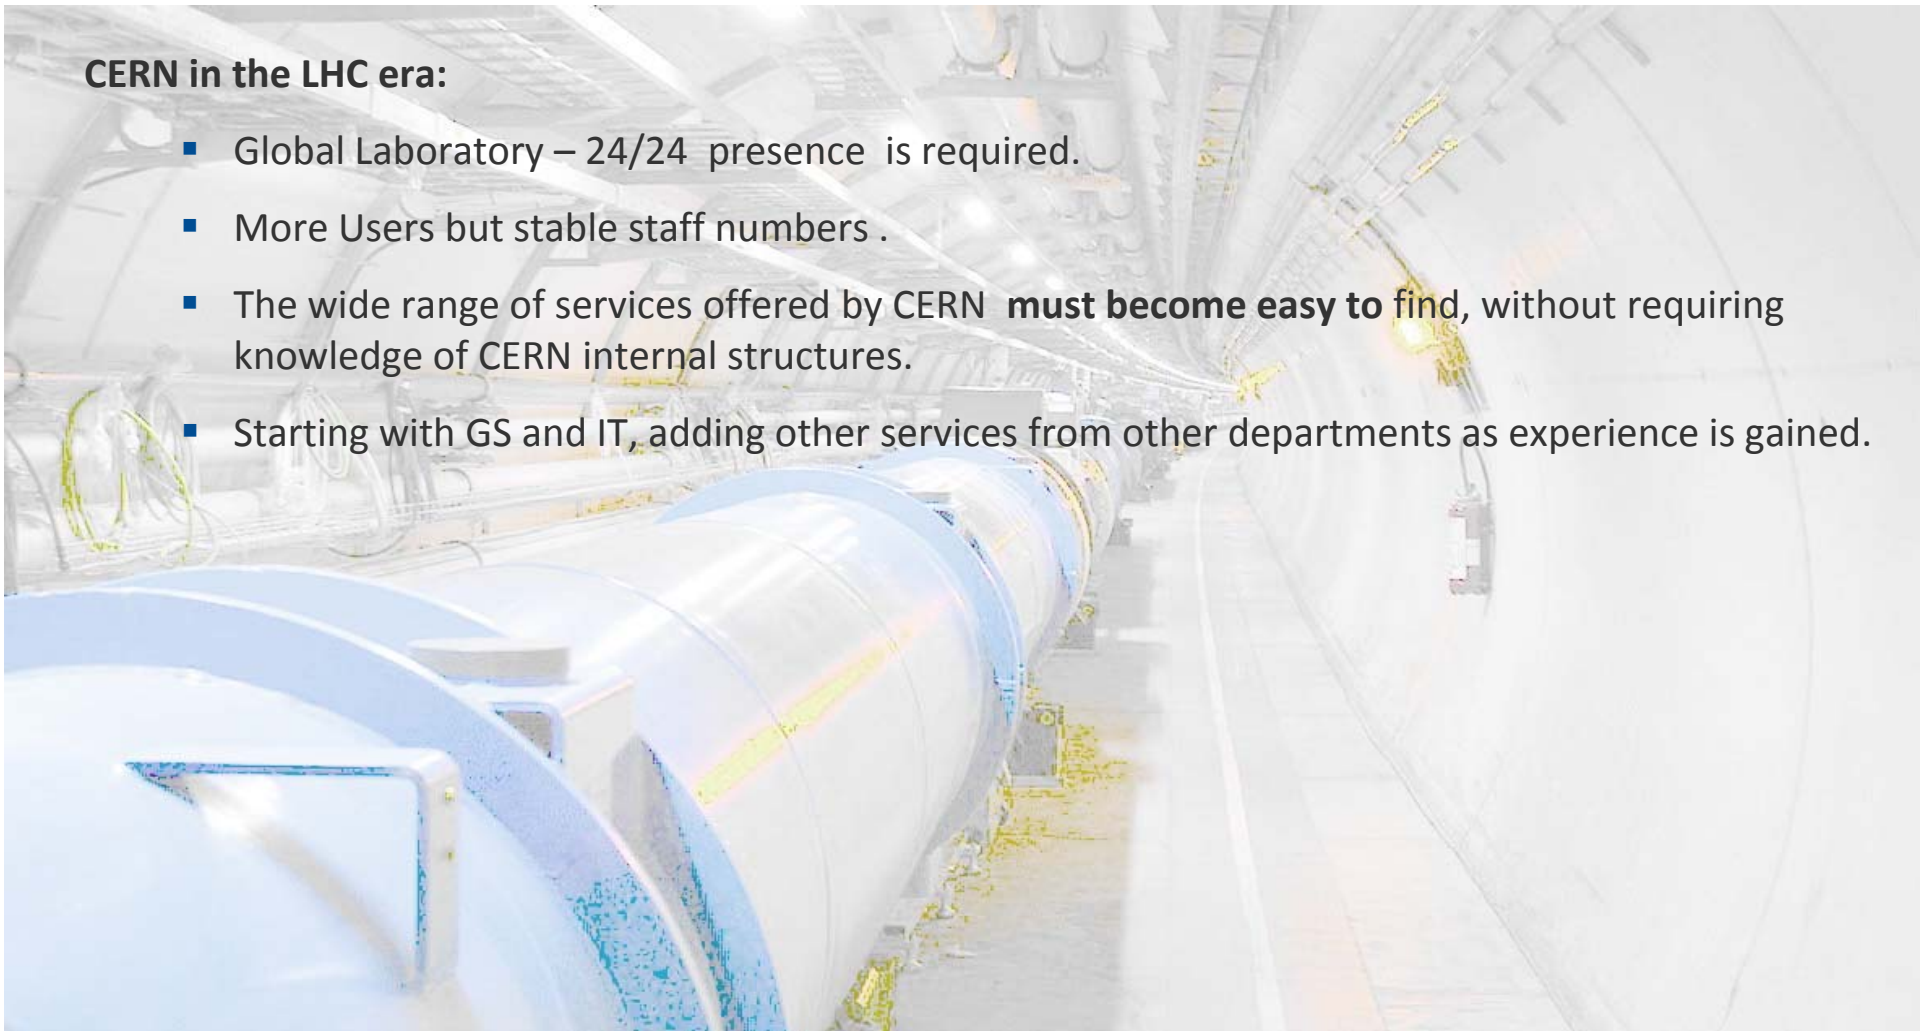 CERN in the LHC era:
▪ Global Laboratory – 24/24 presence is required.
▪ More Users but stable staff numbers .
▪ The wide range of services offered by CERN must become easy to find, without requiring
knowledge of CERN internal structures.
▪ Starting with GS and IT, adding other services from other departments as experience is gained.